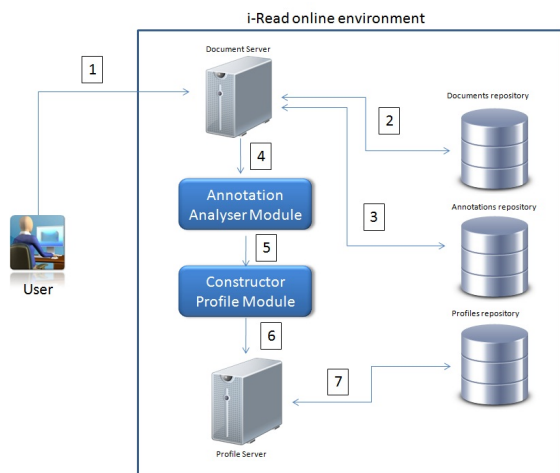 i-Read online environment
Document Server
1
Documents repository
2
4
Annotation
Analyser Module
3
Annotations repository
5
User
Constructor
Profile Module
Profiles repository
6
7
Profile Server